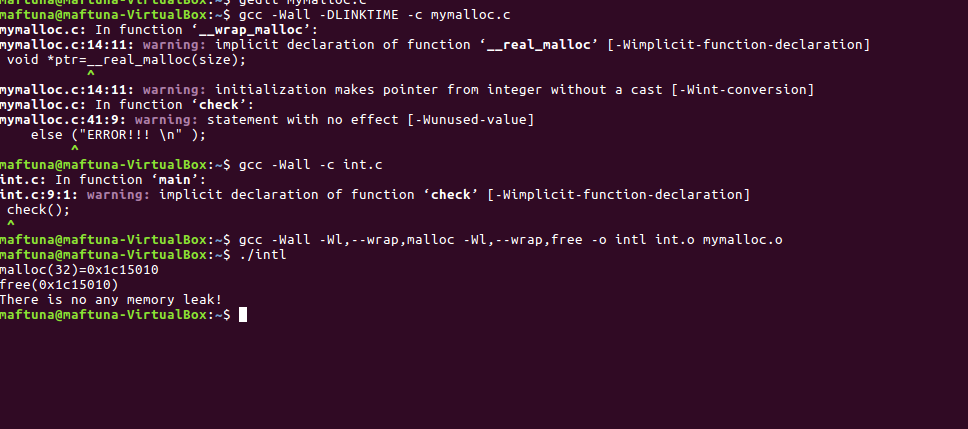 gedit mymalloc.c
maftuna@maftuna-VirtualBox:~$ gcc -Wall -DLINKTIME -c mymalloc.c
mymalloc.c: In function ‘__wrap_malloc’:
mymalloc.c:14:11: warning: implicit declaration of function ‘__real_malloc’ [-Wimplicit-function-declaration]
 void *ptr=__real_malloc(size);
           ^
mymalloc.c:14:11: warning: initialization makes pointer from integer without a cast [-Wint-conversion]
mymalloc.c: In function ‘check’:
mymalloc.c:41:9: warning: statement with no effect [-Wunused-value]
    else ("ERROR!!! \n" );
         ^
maftuna@maftuna-VirtualBox:~$ gcc -Wall -c int.c
int.c: In function ‘main’:
int.c:9:1: warning: implicit declaration of function ‘check’ [-Wimplicit-function-declaration]
 check();
 ^
maftuna@maftuna-VirtualBox:~$ gcc -Wall -Wl,--wrap,malloc -Wl,--wrap,free -o intl int.o mymalloc.o
maftuna@maftuna-VirtualBox:~$ ./intl
malloc(32)=0x1c15010
free(0x1c15010)
There is no any memory leak!
maftuna@maftuna-VirtualBox:~$